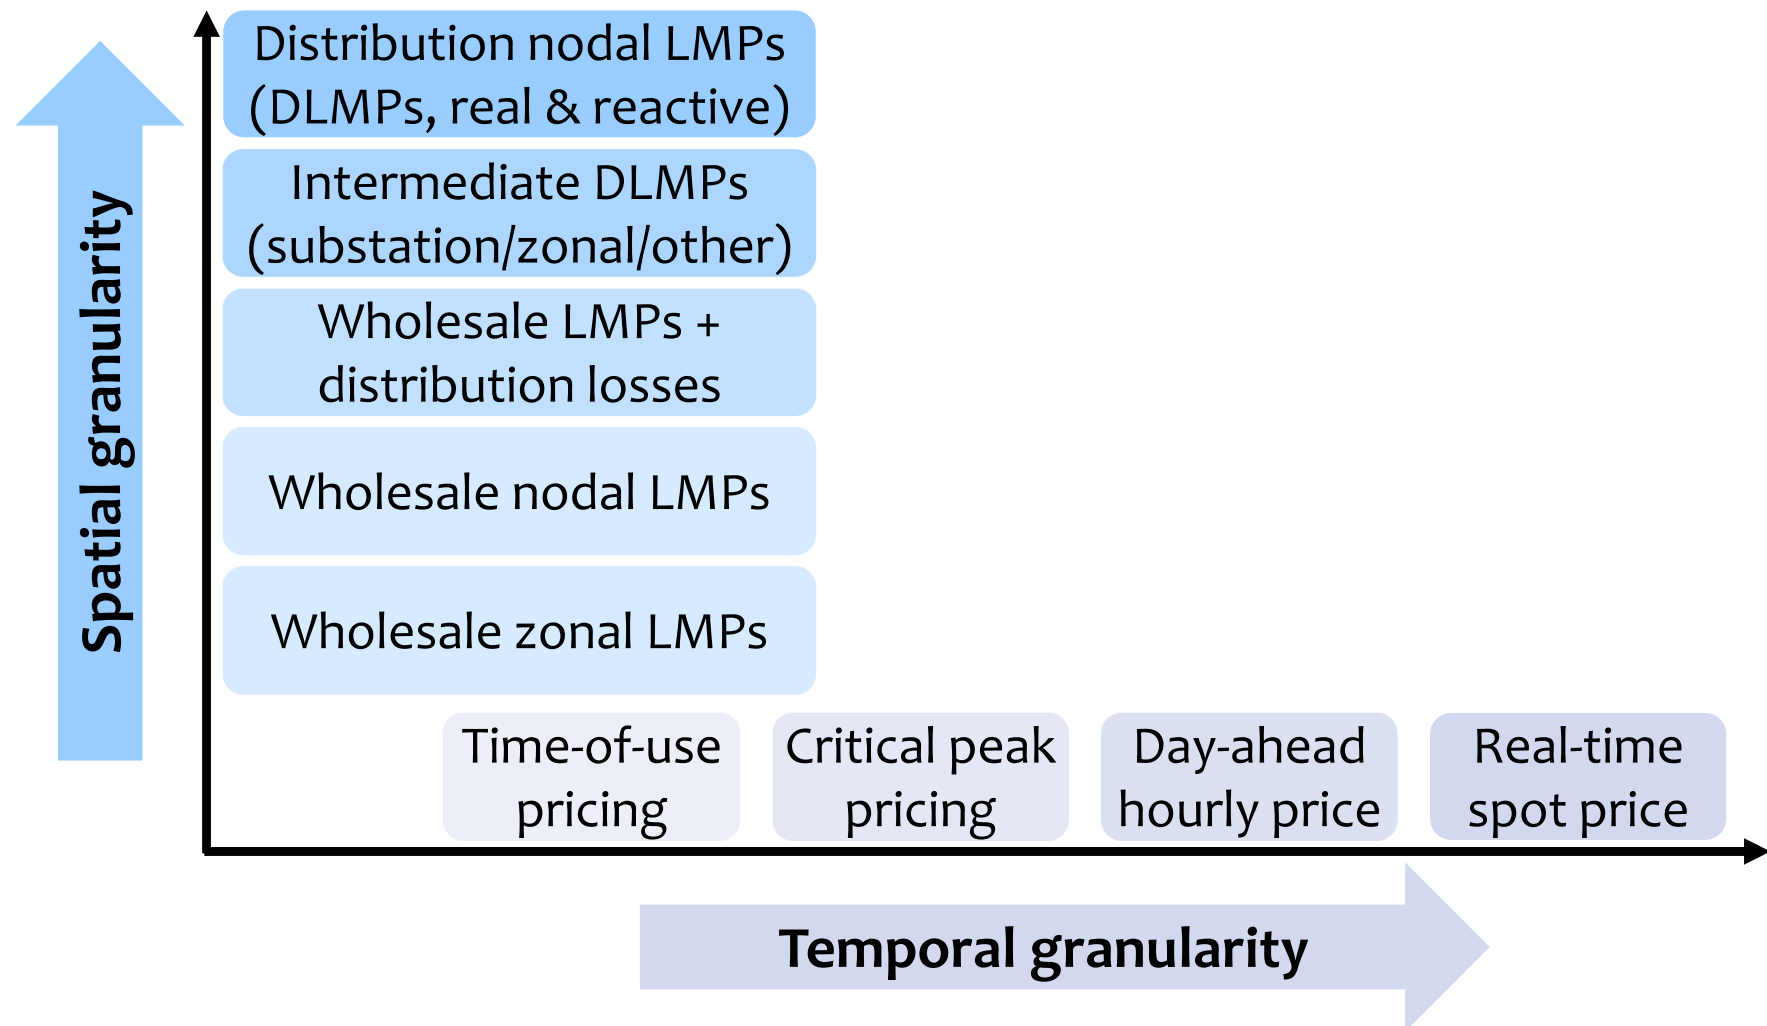 Distribution nodal LMPs
(DLMPs, real & reactive)
Intermediate DLMPs
(substation/zonal/other)
Wholesale LMPs +
distribution losses
Wholesale nodal LMPs
Wholesale zonal LMPs
Spatial granularity
Time-of-use
pricing
Critical peak
pricing
Day-ahead
hourly price
Real-time
spot price
Temporal granularity